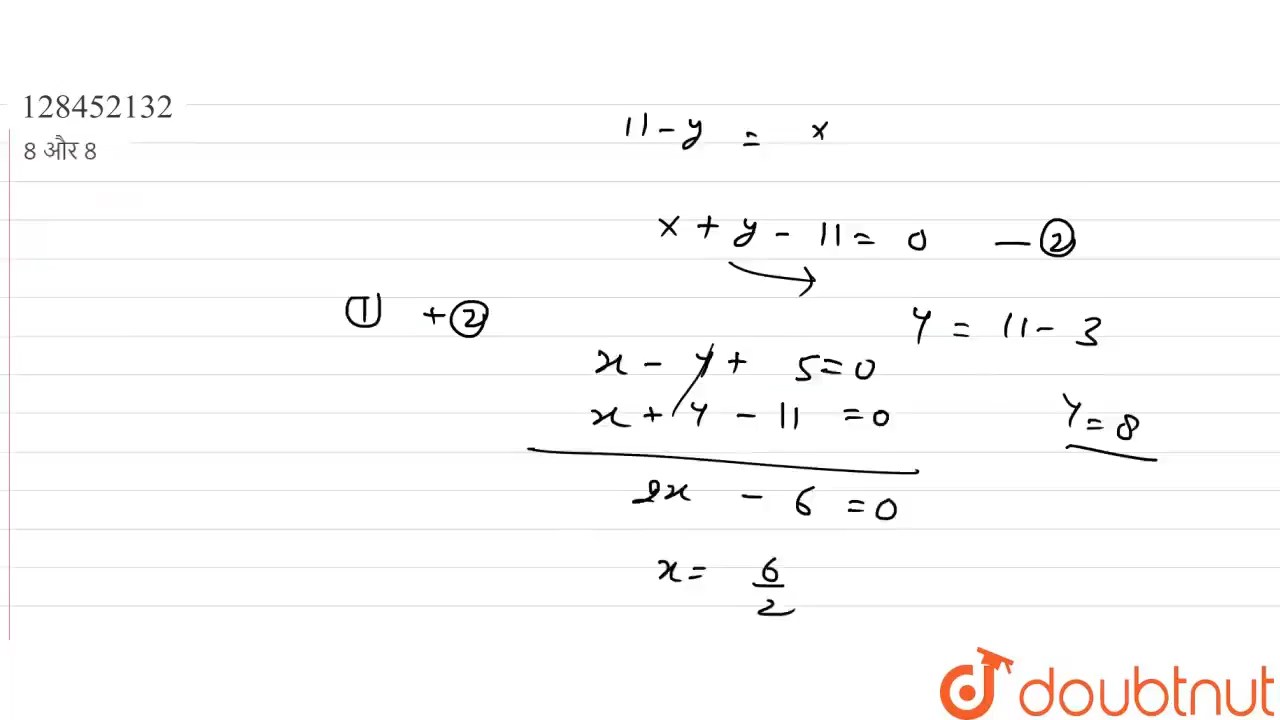 128452132
8 और 8
11 - y = x
x + y - 11 = 0 — ②
① + ②
y = 11 - 3
x - y + 5 = 0
x + y - 11 = 0
y = 8
2x - 6 = 0
x = 6/2
doubtnut